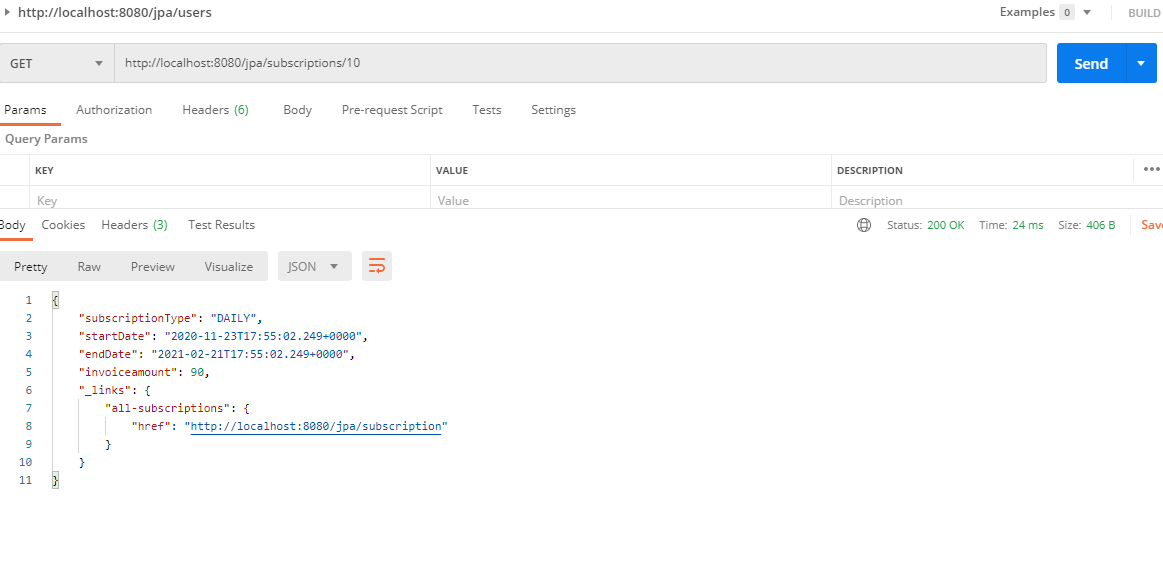 http://localhost:8080/jpa/users Examples 0 BUILD
GET http://localhost:8080/jpa/subscriptions/10 Send
Params Authorization Headers (6) Body Pre-request Script Tests Settings
Query Params
KEY VALUE DESCRIPTION
Key Value Description
Body Cookies Headers (3) Test Results Status: 200 OK Time: 24 ms Size: 406 B Save
Pretty Raw Preview Visualize JSON
1 {
2 "subscriptionType": "DAILY",
3 "startDate": "2020-11-23T17:55:02.249+0000",
4 "endDate": "2021-02-21T17:55:02.249+0000",
5 "invoiceamount": 90,
6 "_links": {
7 "all-subscriptions": {
8 "href": "http://localhost:8080/jpa/subscription"
9 }
10 }
11 }